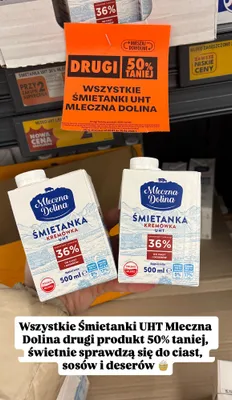 36%
DRUGI 50% TANIEJ
WSZYSTKIE
ŚMIETANKI UHT
MLECZNA DOLINA
NOWA
CENA
Mleczna
Dolina
ŚMIETANKA
KREMÓWKA
UHT
36%
500 ml
Mleczna
Dolina
ŚMIETANKA
KREMÓWKA
UHT
36%
500 ml
Wszystkie Śmietanki UHT Mleczna
Dolina drugi produkt 50% taniej,
świetnie sprawdzą się do ciast,
sosów i deserów